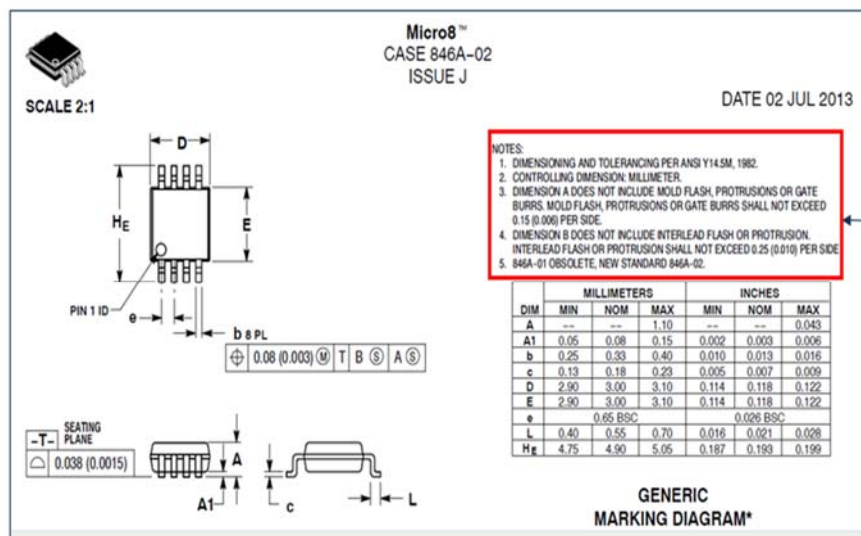 Micro8™
CASE 846A-02
ISSUE J
DATE 02 JUL 2013
SCALE 2:1
D
HE
E
PIN 1 ID
e
b 8 PL
0.08 (0.003) M T B S A S
-T- SEATING PLANE
0.038 (0.0015)
A
A1
c
L
NOTES:
1. DIMENSIONING AND TOLERANCING PER ANSI Y14.5M, 1982.
2. CONTROLLING DIMENSION: MILLIMETER.
3. DIMENSION A DOES NOT INCLUDE MOLD FLASH, PROTRUSIONS OR GATE
BURRS. MOLD FLASH, PROTRUSIONS OR GATE BURRS SHALL NOT EXCEED
0.15 (0.006) PER SIDE.
4. DIMENSION B DOES NOT INCLUDE INTERLEAD FLASH OR PROTRUSION.
INTERLEAD FLASH OR PROTRUSION SHALL NOT EXCEED 0.25 (0.010) PER SIDE
5. 846A-01 OBSOLETE, NEW STANDARD 846A-02.
MILLIMETERS INCHES
DIM MIN NOM MAX MIN NOM MAX
A -- -- 1.10 -- -- 0.043
A1 0.05 0.08 0.15 0.002 0.003 0.006
b 0.25 0.33 0.40 0.010 0.013 0.016
c 0.13 0.18 0.23 0.005 0.007 0.009
D 2.90 3.00 3.10 0.114 0.118 0.122
E 2.90 3.00 3.10 0.114 0.118 0.122
e 0.65 BSC 0.026 BSC
L 0.40 0.55 0.70 0.016 0.021 0.028
HE 4.75 4.90 5.05 0.187 0.193 0.199
GENERIC
MARKING DIAGRAM*